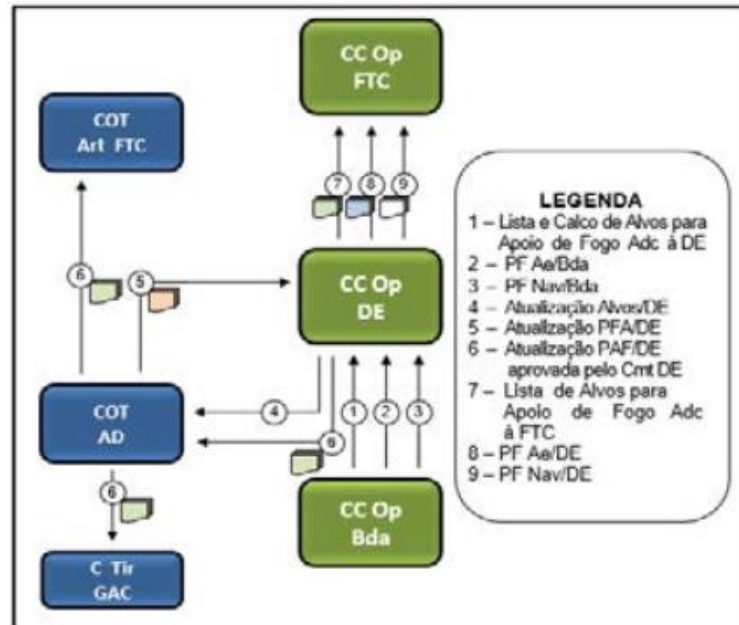 CC Op
FTC
COT
Art FTC
7
8
9
6
5
CC Op
DE
COT
AD
4
6
1
2
3
6
C Tir
GAC
CC Op
Bda
LEGENDA
1 – Lista e Calco de Alvos para
Apoio de Fogo Adc à DE
2 – PF Ae/Bda
3 – PF Nav/Bda
4 – Atualização Alvos/DE
5 – Atualização PFA/DE
6 – Atualização PAF/DE
aprovada pelo Cmt DE
7 – Lista de Alvos para
Apoio de Fogo Adc
à FTC
8 – PF Ae/DE
9 – PF Nav/DE